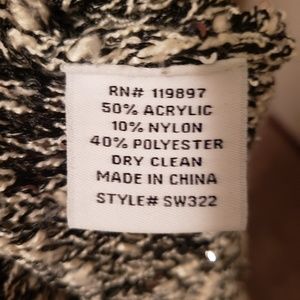 RN# 119897
50% ACRYLIC
10% NYLON
40% POLYESTER
DRY CLEAN
MADE IN CHINA
STYLE# SW322